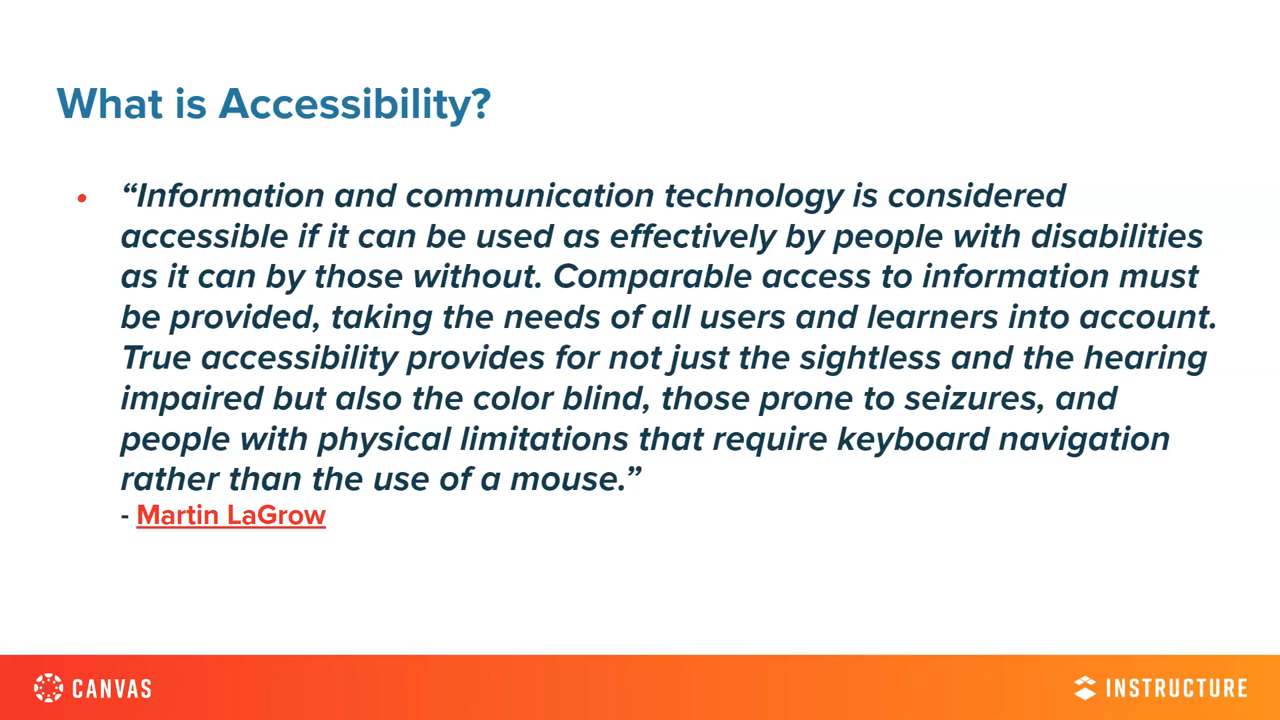 What is Accessibility?
• “Information and communication technology is considered
accessible if it can be used as effectively by people with disabilities
as it can by those without. Comparable access to information must
be provided, taking the needs of all users and learners into account.
True accessibility provides for not just the sightless and the hearing
impaired but also the color blind, those prone to seizures, and
people with physical limitations that require keyboard navigation
rather than the use of a mouse.”
- Martin LaGrow
CANVAS
INSTRUCTURE